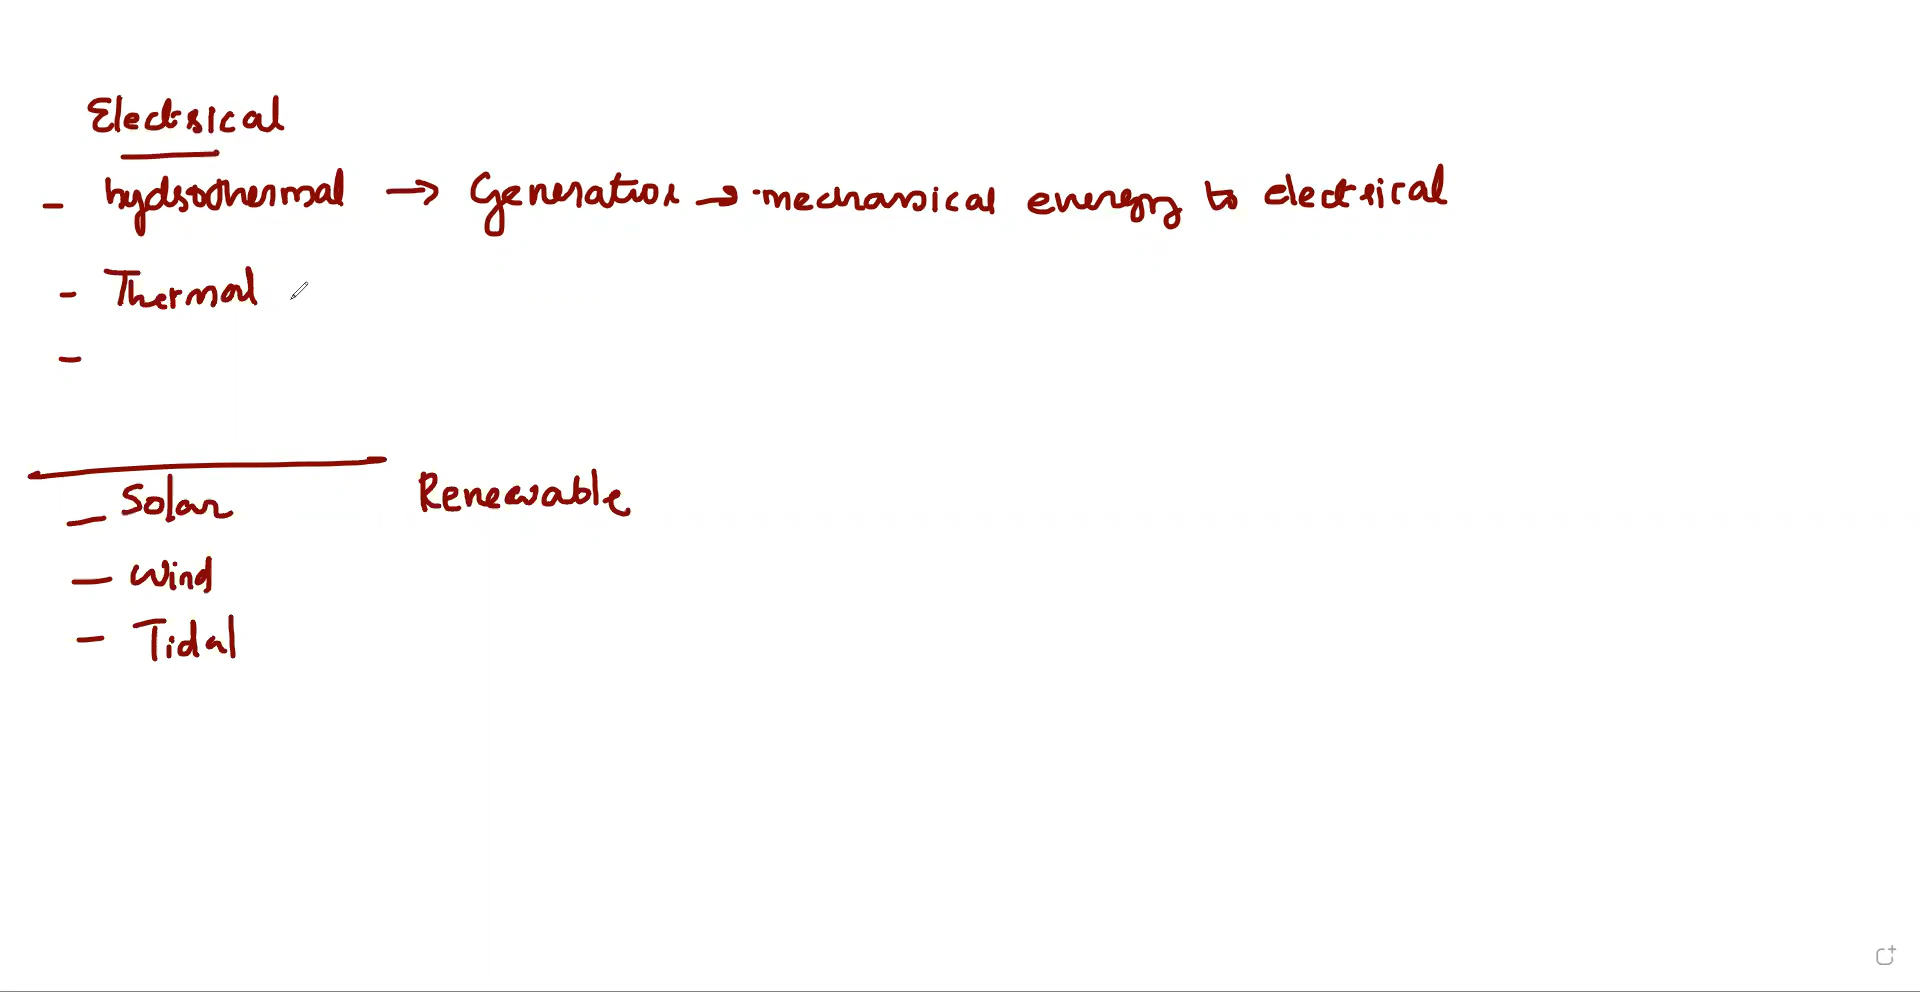 Electrical
- hydrothermal → Generation → mechanical energy to electrical
- Thermal
-
- Solar Renewable
- Wind
- Tidal